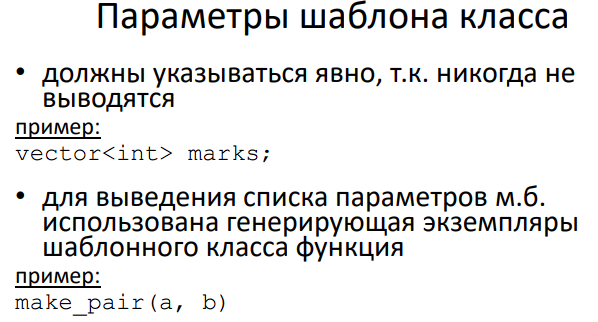 Параметры шаблона класса
• должны указываться явно, т.к. никогда не
выводятся
пример:
vector<int> marks;
• для выведения списка параметров м.б.
использована генерирующая экземпляры
шаблонного класса функция
пример:
make_pair(a, b)